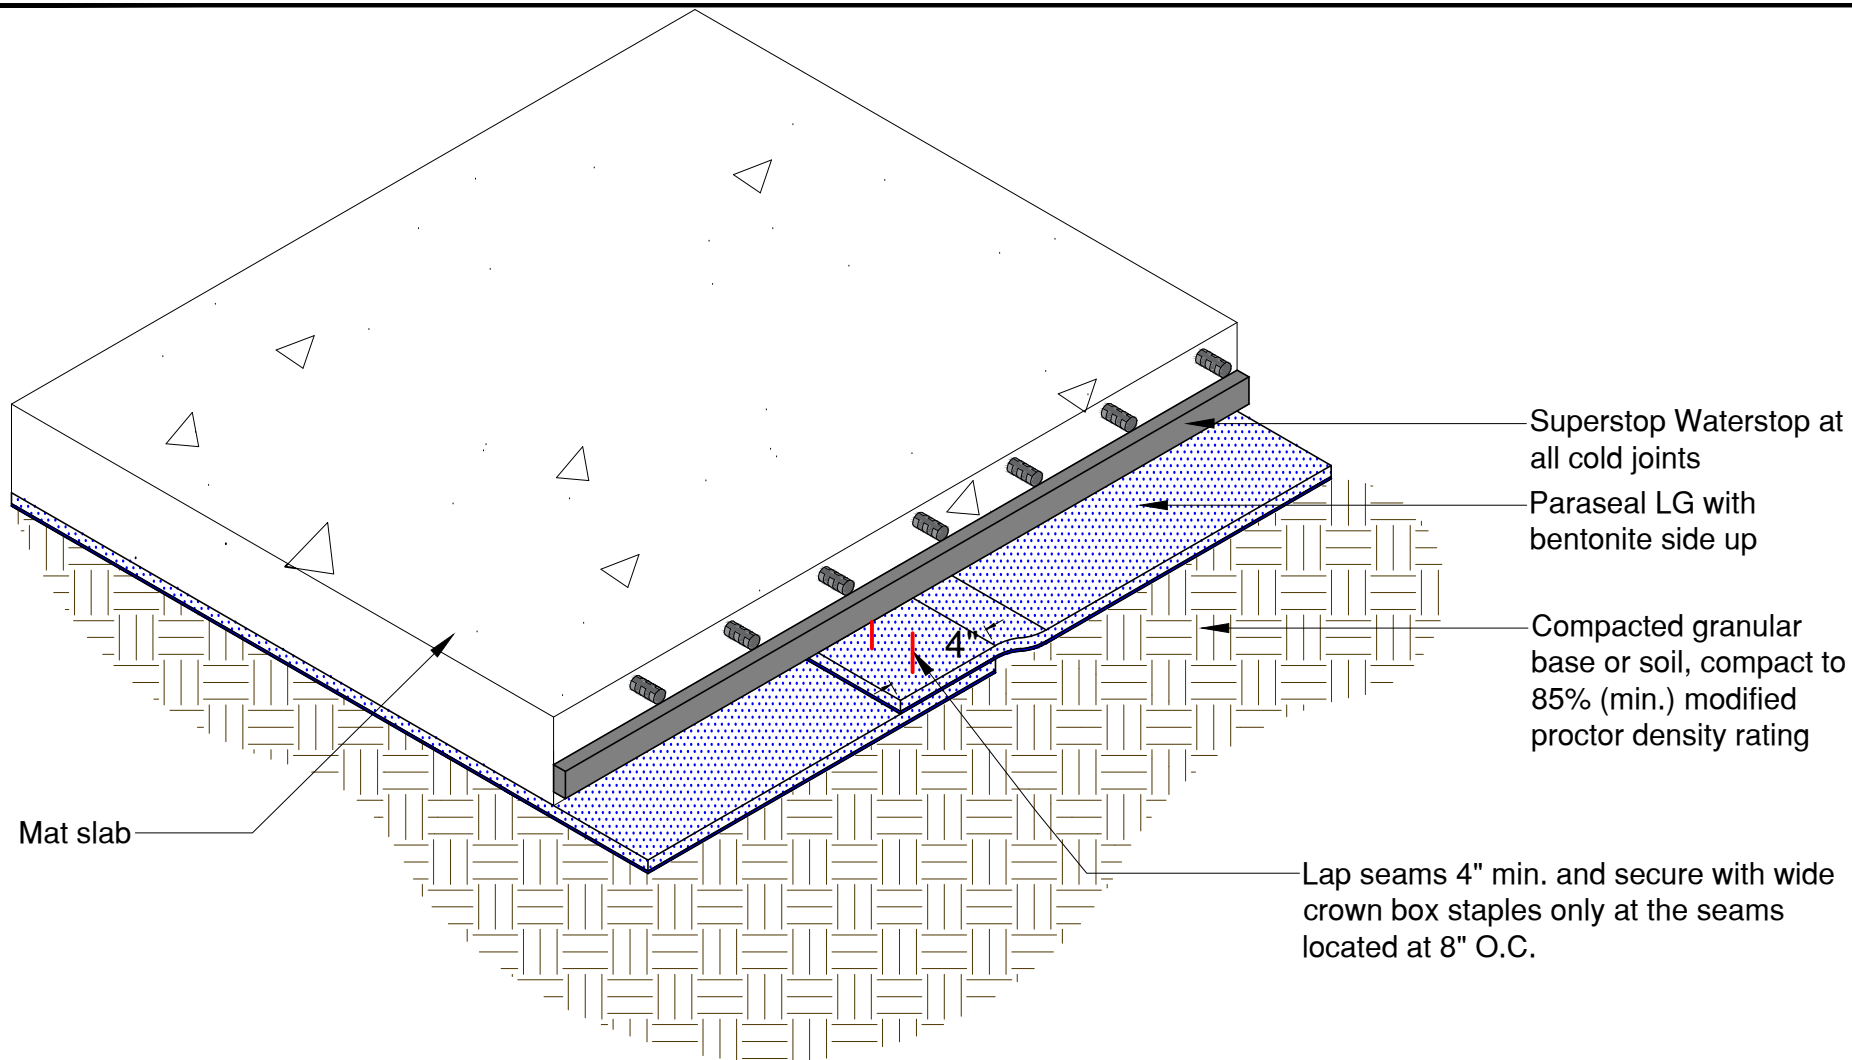 Superstop Waterstop at
all cold joints
Paraseal LG with
bentonite side up
Compacted granular
base or soil, compact to
85% (min.) modified
proctor density rating
4"
Mat slab
Lap seams 4" min. and secure with wide
crown box staples only at the seams
located at 8" O.C.